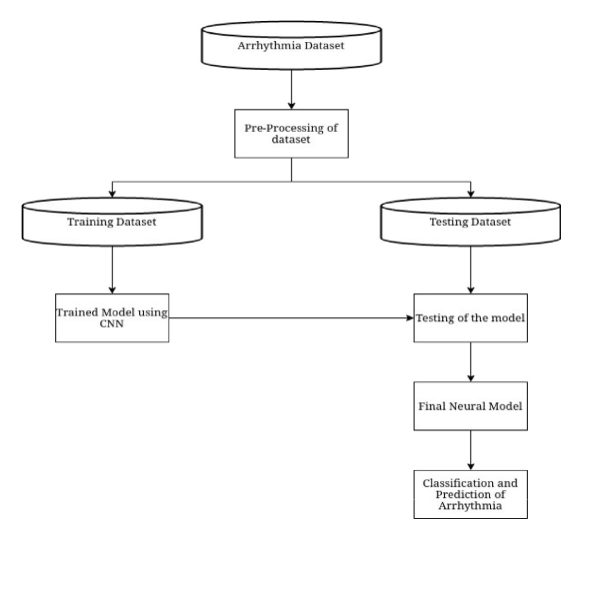 Arrhythmia Dataset
Pre-Processing of
dataset
Training Dataset
Testing Dataset
Trained Model using
CNN
Testing of the model
Final Neural Model
Classification and
Prediction of
Arrhythmia